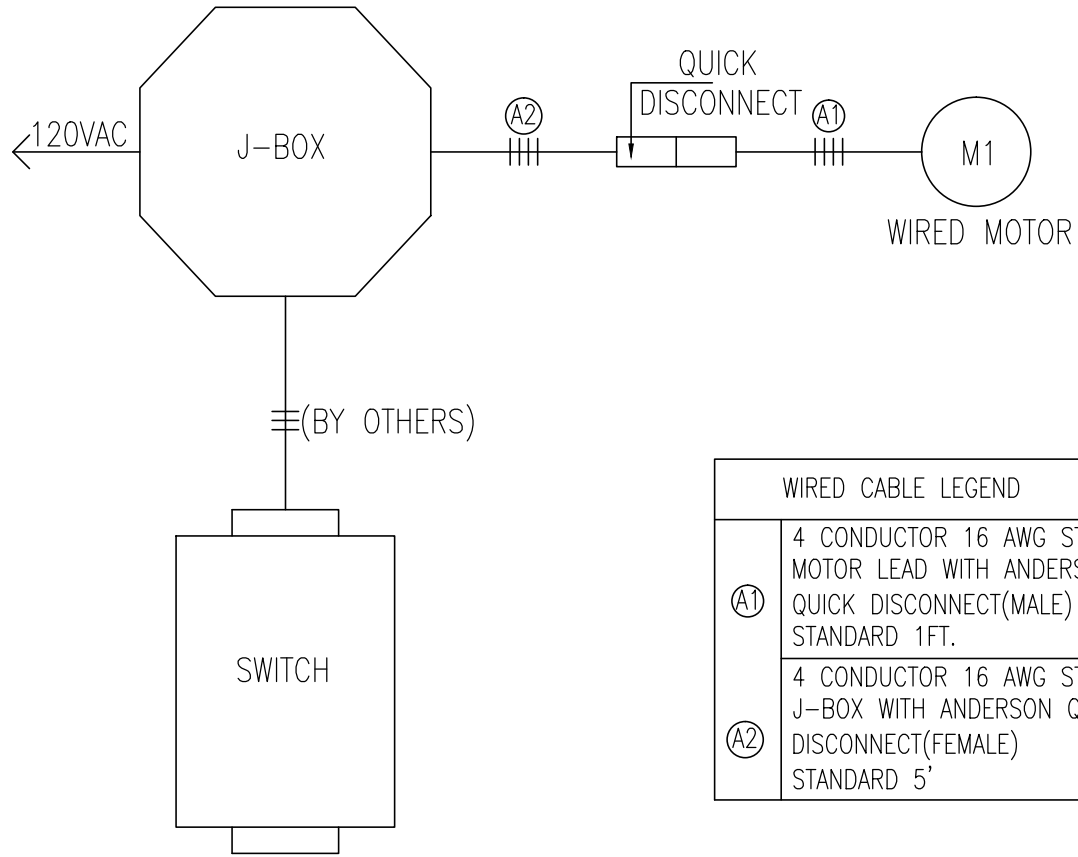 QUICK
DISCONNECT
120VAC
J-BOX
A2
A1
M1
WIRED MOTOR
(BY OTHERS)
SWITCH
WIRED CABLE LEGEND
A1
4 CONDUCTOR 16 AWG
MOTOR LEAD WITH
QUICK DISCONNECT(MALE)
STANDARD 1FT.
A2
4 CONDUCTOR 16 AWG
J-BOX WITH ANDERSON
DISCONNECT(FEMALE)
STANDARD 5'